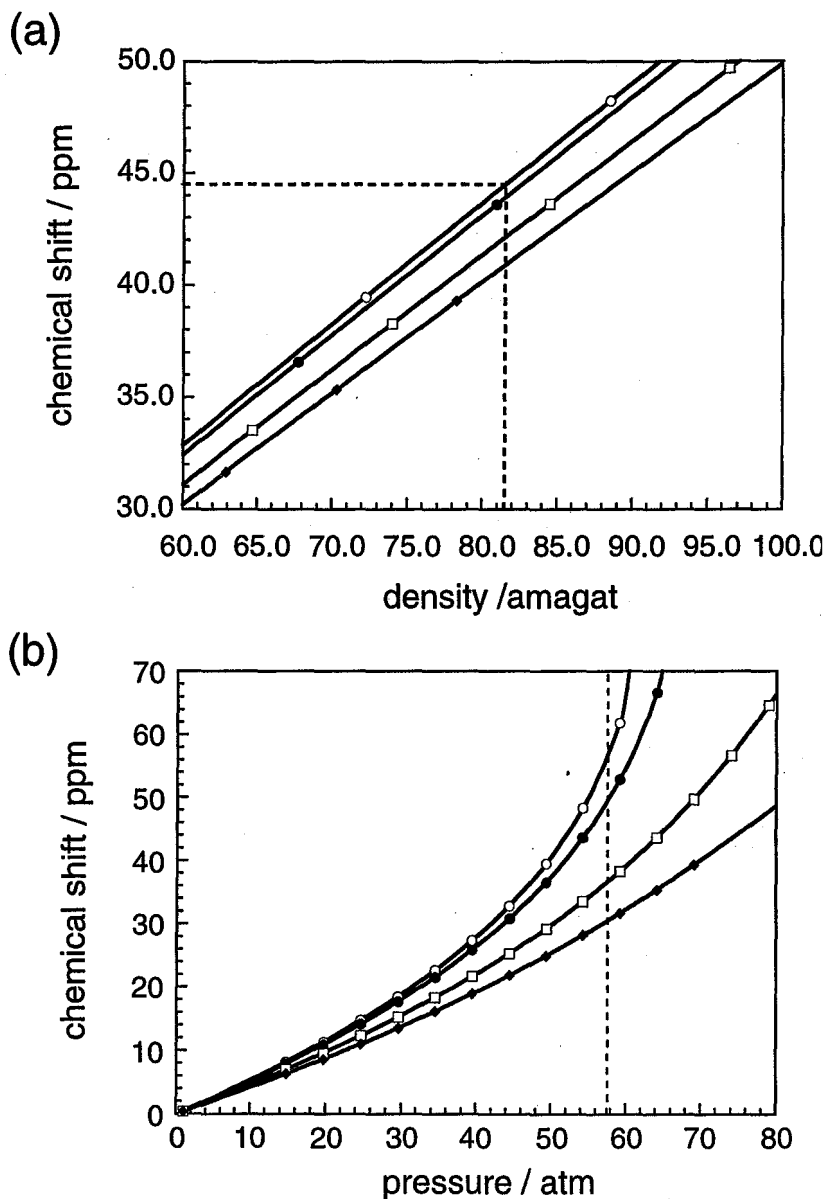 (a)
chemical shift / ppm
50.0
45.0
40.0
35.0
30.0
60.0 65.0 70.0 75.0 80.0 85.0 90.0 95.0 100.0
density /amagat
(b)
chemical shift / ppm
70
60
50
40
30
20
10
0
0 10 20 30 40 50 60 70 80
pressure / atm